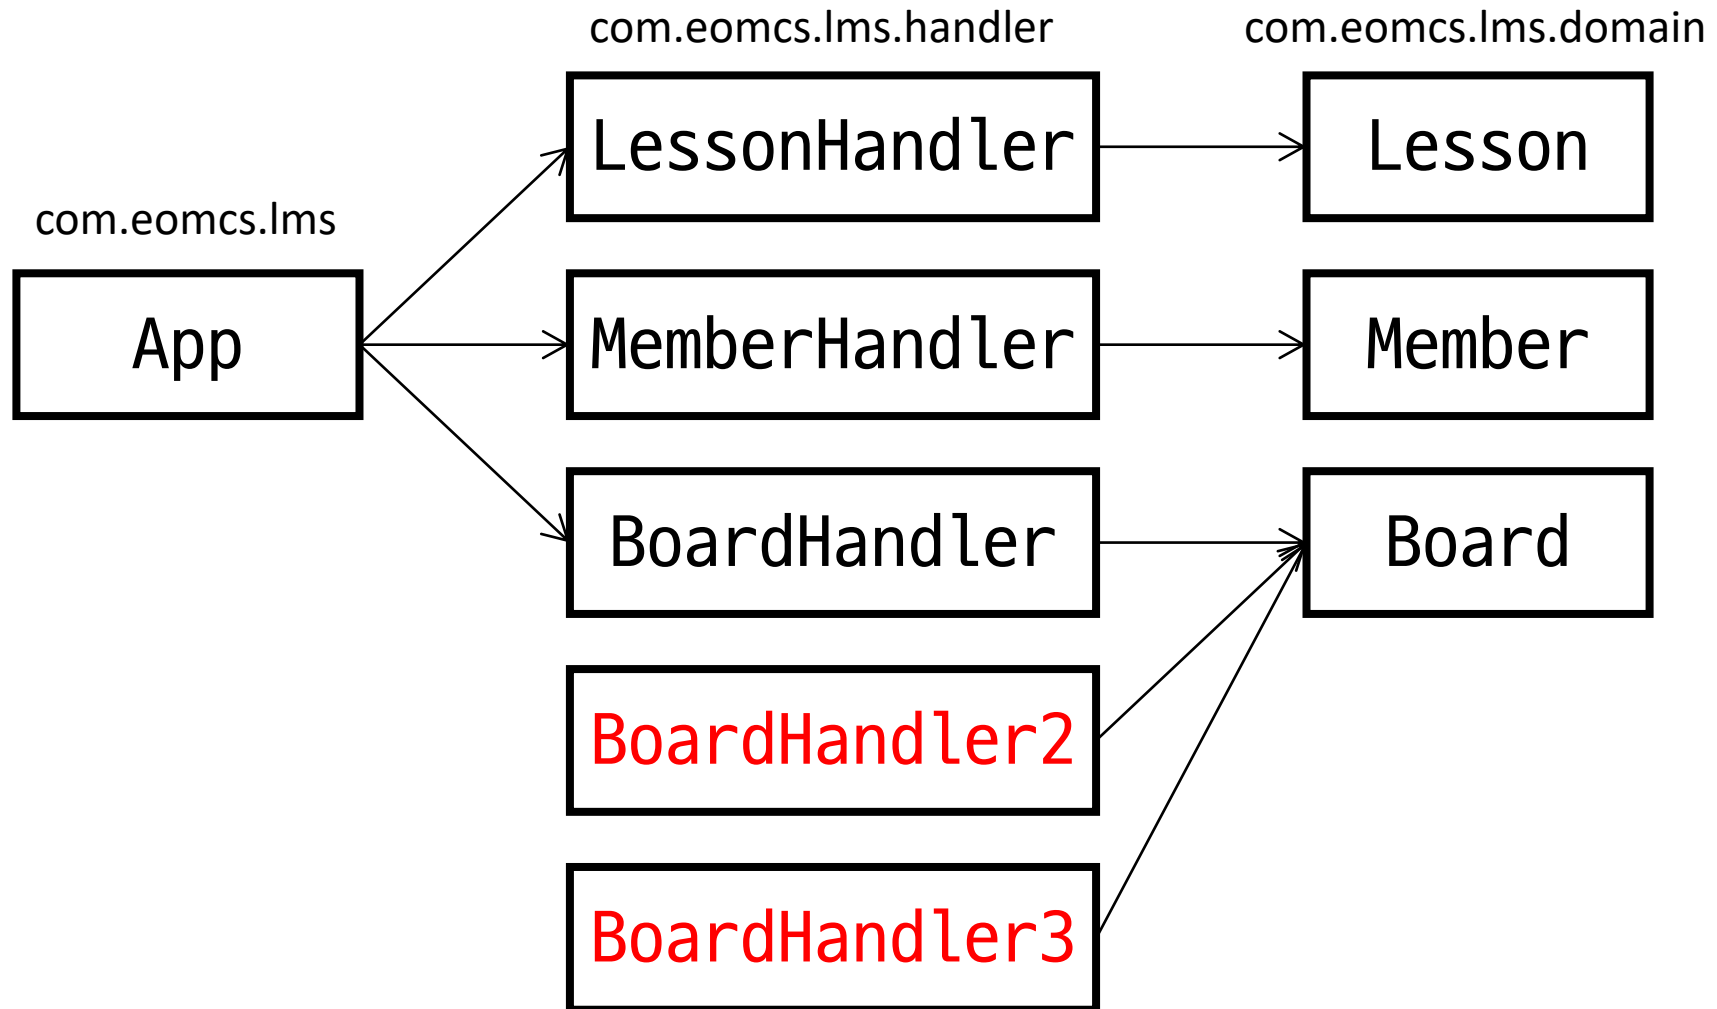 com.eomcs.lms.handler
com.eomcs.lms.domain
LessonHandler
Lesson
com.eomcs.lms
App
MemberHandler
Member
BoardHandler
Board
BoardHandler2
BoardHandler3